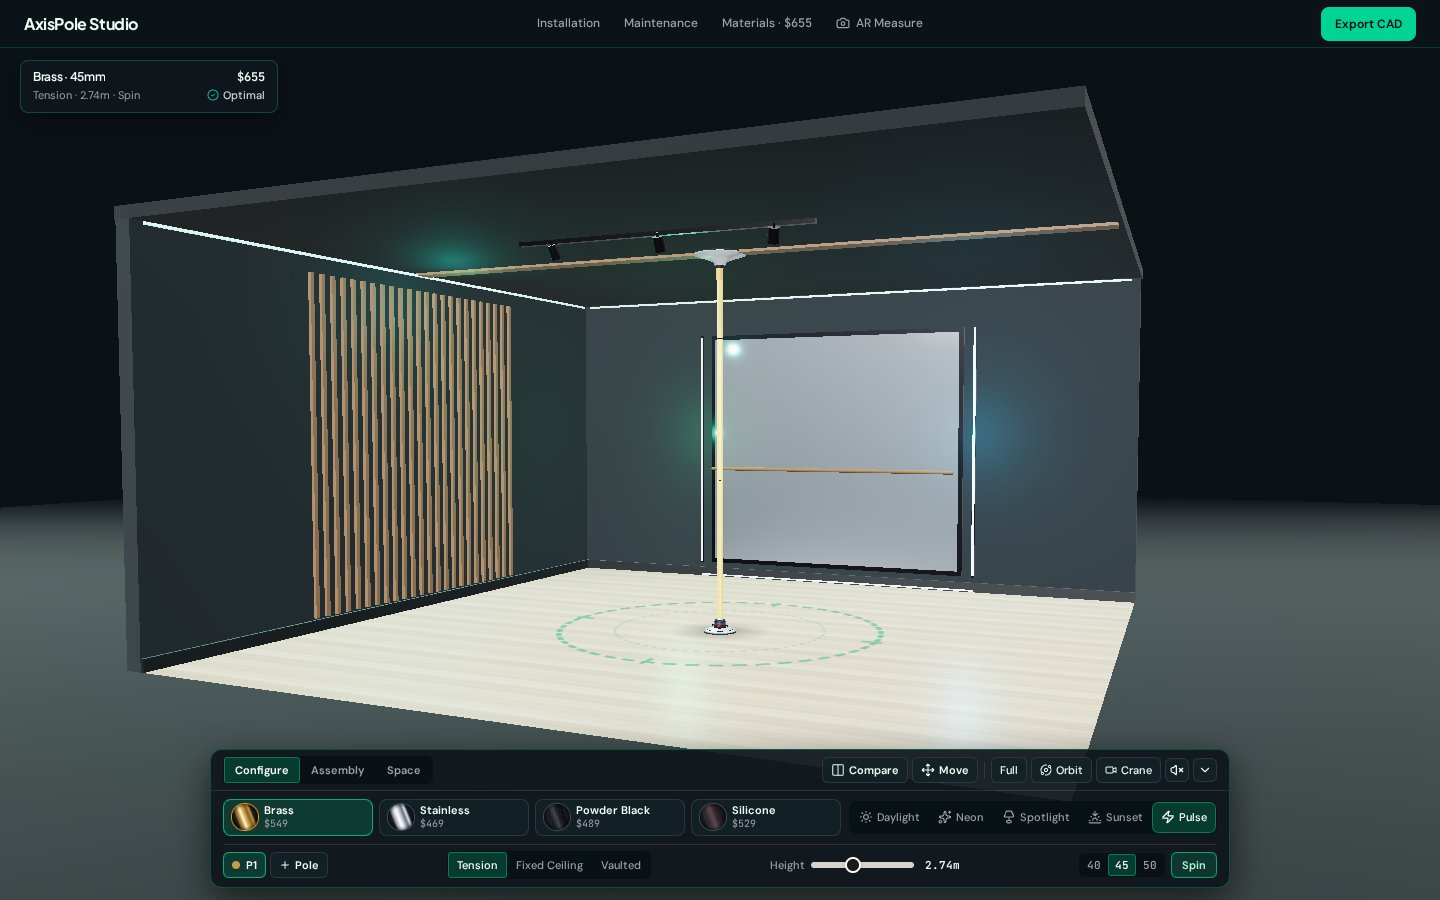 AxisPole Studio
Installation Maintenance Materials · $655 AR Measure
Export CAD
Brass · 45mm $655
Tension · 2.74m · Spin Optimal
Configure Assembly Space
Compare Move Full Orbit Crane
Brass
$549
Stainless
$469
Powder Black
$489
Silicone
$529
Daylight Neon Spotlight Sunset Pulse
P1 + Pole
Tension Fixed Ceiling Vaulted
Height 2.74m
40 45 50 Spin